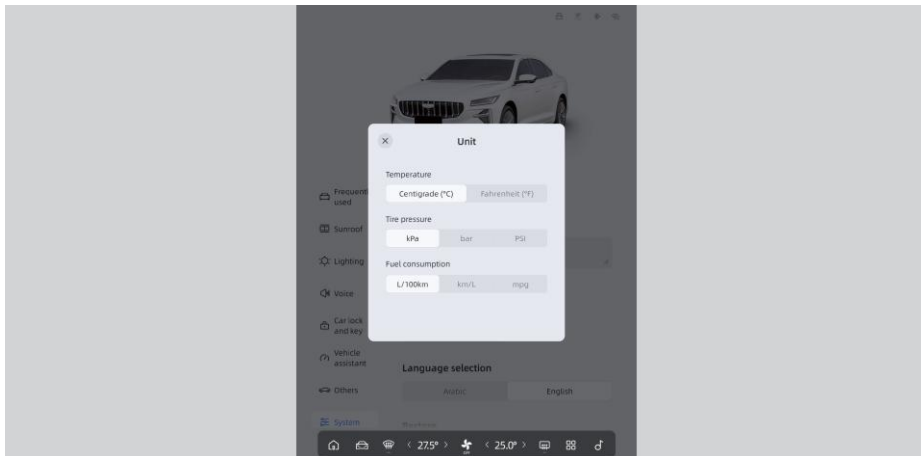 Unit
Temperature
Centigrade (°C) Fahrenheit (°F)
Tire pressure
kPa bar PSI
Fuel consumption
L/100km km/L mpg
used
Sunroof
Lighting
Voice
Car lock
and key
Vehicle
assistant
Others
System
Language selection
Arabic English
< 27.5° > < 25.0° >